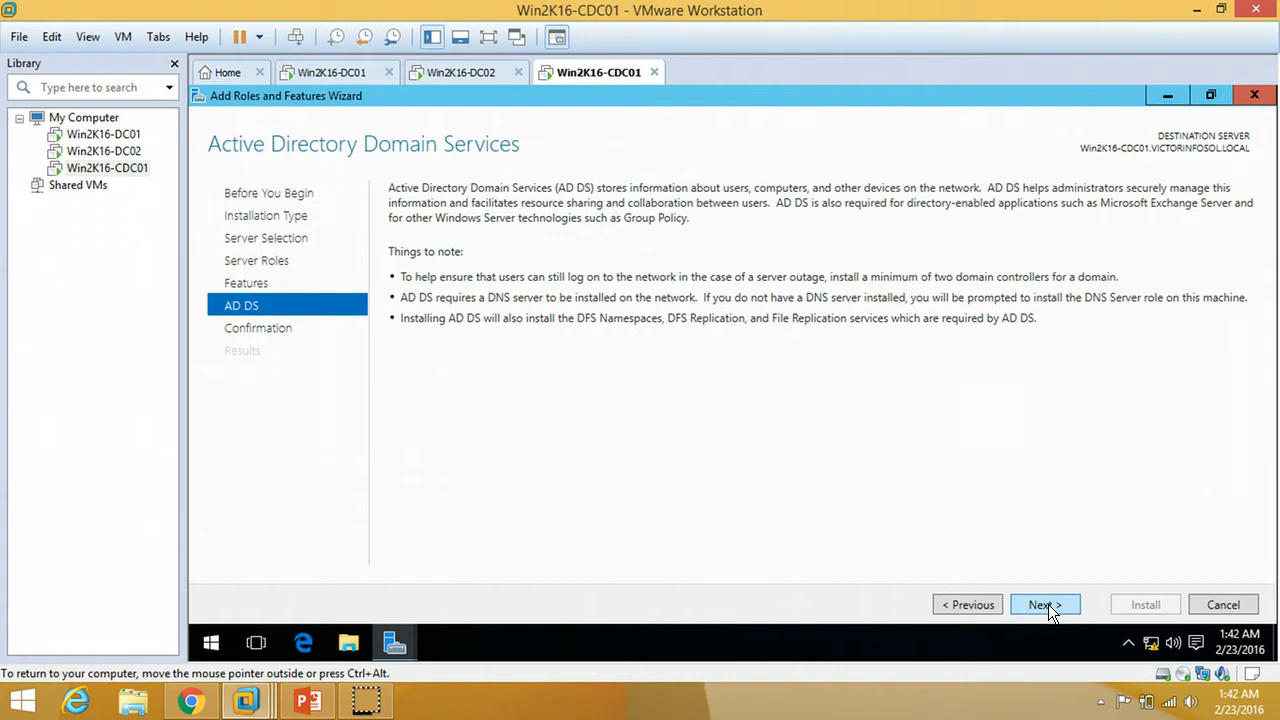 Win2K16-CDC01 - VMware Workstation
File Edit View VM Tabs Help
Library
Type here to search
My Computer
Win2K16-DC01
Win2K16-DC02
Win2K16-CDC01
Shared VMs
Home Win2K16-DC01 Win2K16-DC02 Win2K16-CDC01
Add Roles and Features Wizard
Active Directory Domain Services
DESTINATION SERVER
Win2K16-CDC01.VICTORINFOSOL.LOCAL
Before You Begin
Installation Type
Server Selection
Server Roles
Features
AD DS
Confirmation
Results
Active Directory Domain Services (AD DS) stores information about users, computers, and other devices on the network. AD DS helps administrators securely manage this
information and facilitates resource sharing and collaboration between users. AD DS is also required for directory-enabled applications such as Microsoft Exchange Server and
for other Windows Server technologies such as Group Policy.
Things to note:
• To help ensure that users can still log on to the network in the case of a server outage, install a minimum of two domain controllers for a domain.
• AD DS requires a DNS server to be installed on the network. If you do not have a DNS server installed, you will be prompted to install the DNS Server role on this machine.
• Installing AD DS will also install the DFS Namespaces, DFS Replication, and File Replication services which are required by AD DS.
< Previous Next > Install Cancel
1:42 AM
2/23/2016
To return to your computer, move the mouse pointer outside or press Ctrl+Alt.
1:42 AM
2/23/2016